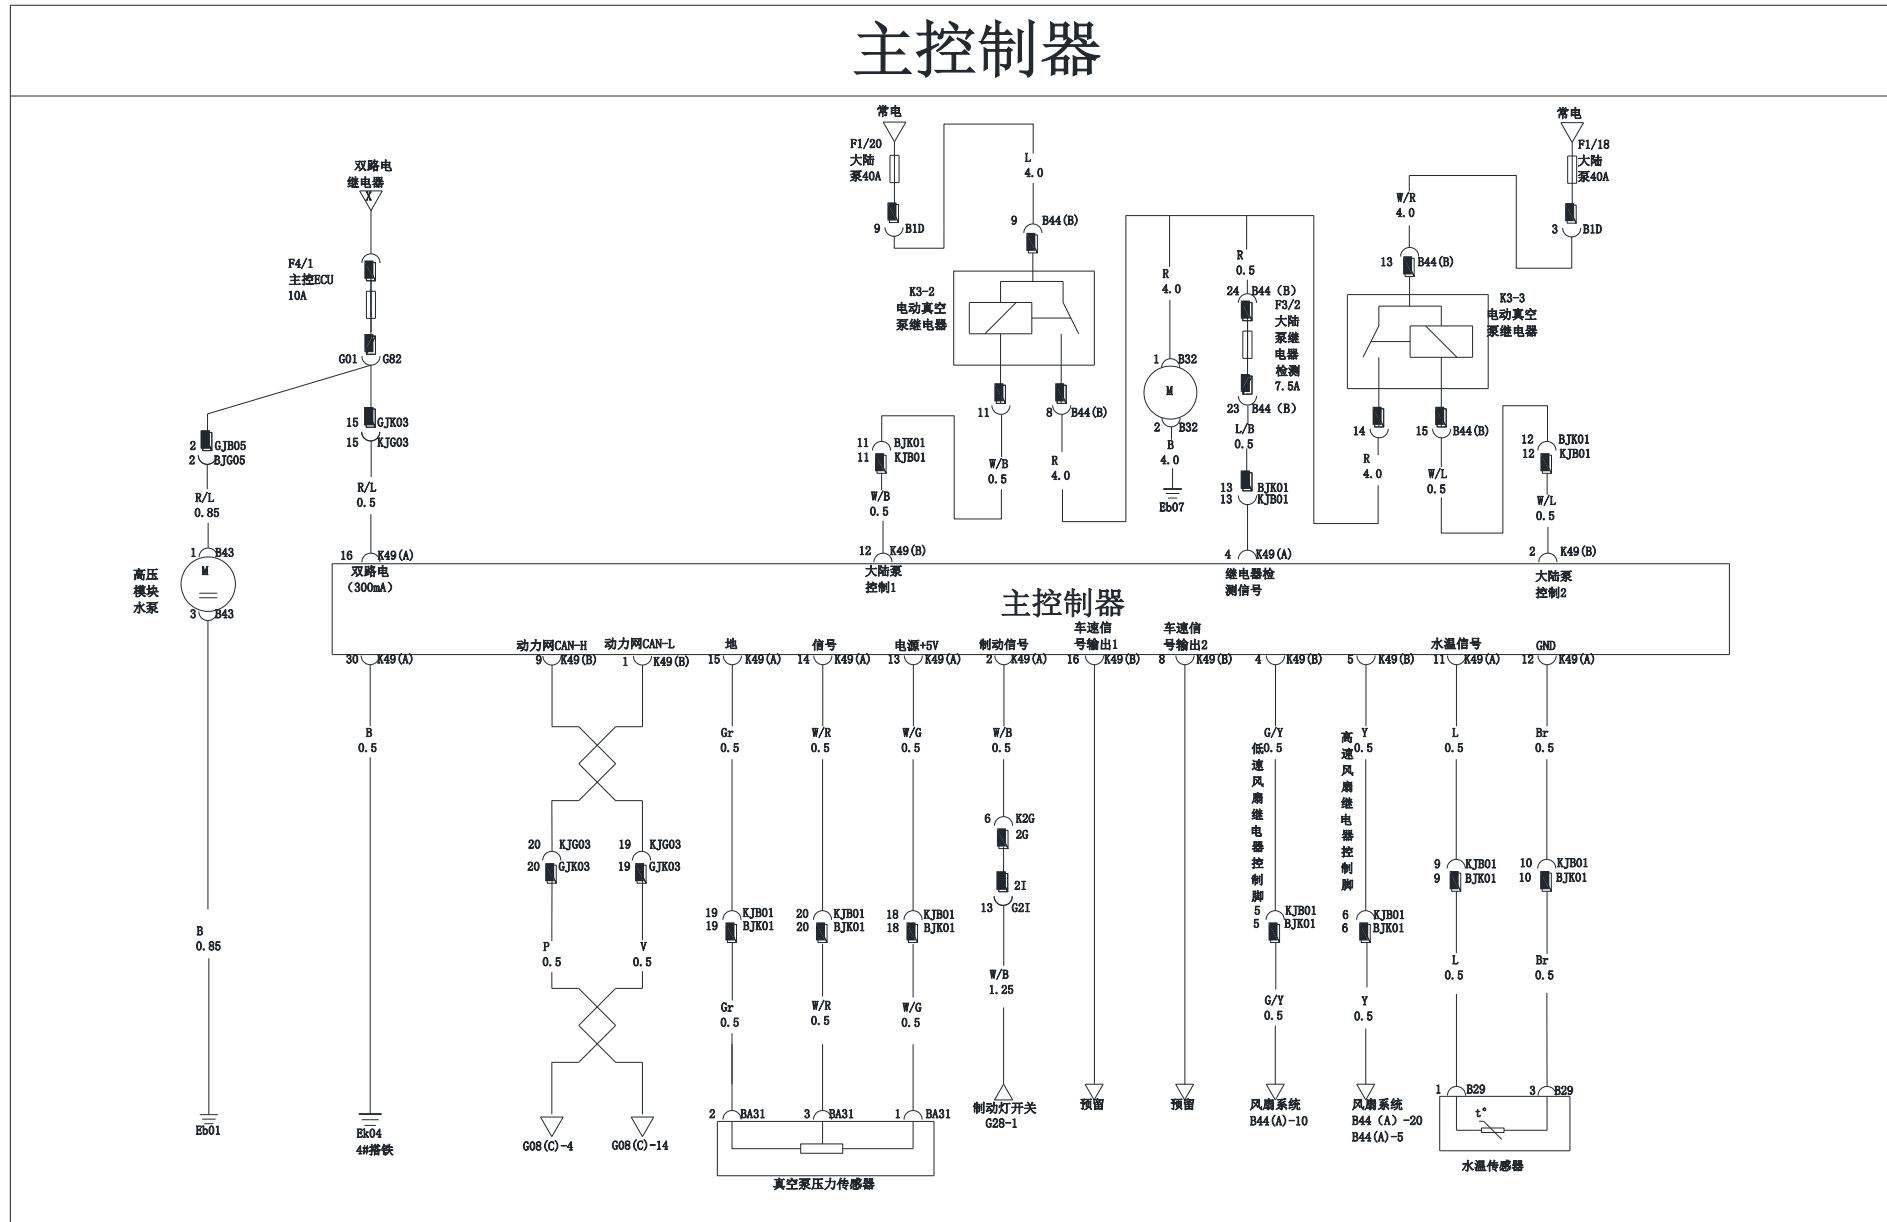 主控制器
常电
F1/20
大陆
泵40A
9 B1D
L
4.0
9 B44(B)
K3-2
电动真空
泵继电器
11
8 B44(B)
W/B
0.5
R
4.0
11 BJK01
11 KJB01
W/B
0.5
12 K49(B)
大陆泵
控制1
双路电
继电器
X
F4/1
主控ECU
10A
G01 G82
2 GJB05
2 BJG05
R/L
0.85
1 B43
M
高压
模块
水泵
3 B43
B
0.85
Eb01
15 GJK03
15 KJG03
R/L
0.5
16 K49(A)
双路电
(300mA)
R
4.0
1 B32
M
2 B32
B
4.0
Eb07
R
0.5
24 B44 (B)
F3/2
大陆
泵继
电器
检测
7.5A
23 B44 (B)
L/B
0.5
13 BJK01
13 KJB01
4 K49(A)
继电器检
测信号
常电
F1/18
大陆
泵40A
3 B1D
W/R
4.0
13 B44(B)
K3-3
电动真空
泵继电器
14
15 B44(B)
R
4.0
W/L
0.5
12 BJK01
12 KJB01
W/L
0.5
2 K49(B)
大陆泵
控制2
主控制器
30 K49(A)
B
0.5
Ek04
4#搭铁
动力网CAN-H
9 K49(B)
动力网CAN-L
1 K49(B)
20 KJG03
20 GJK03
19 KJG03
19 GJK03
P
0.5
V
0.5
G08(C)-4
G08(C)-14
地
15 K49(A)
Gr
0.5
19 KJB01
19 BJK01
Gr
0.5
2 BA31
信号
14 K49(A)
W/R
0.5
20 KJB01
20 BJK01
W/R
0.5
3 BA31
电源+5V
13 K49(A)
W/G
0.5
18 KJB01
18 BJK01
W/G
0.5
1 BA31
真空泵压力传感器
制动信号
2 K49(A)
W/B
0.5
6 K2G
2G
2I
13 G2I
W/B
1.25
制动灯开关
G28-1
车速信
号输出1
16 K49(B)
预留
车速信
号输出2
8 K49(B)
预留
4 K49(B)
G/Y
0.5
低速风扇继电器控制脚
5 KJB01
5 BJK01
G/Y
0.5
风扇系统
B44(A)-10
5 K49(B)
Y
0.5
高速风扇继电器控制脚
6 KJB01
6 BJK01
Y
0.5
风扇系统
B44 (A) -20
B44(A)-5
水温信号
11 K49(A)
L
0.5
9 KJB01
9 BJK01
L
0.5
1 B29
GND
12 K49(A)
Br
0.5
10 KJB01
10 BJK01
Br
0.5
3 B29
t°
水温传感器